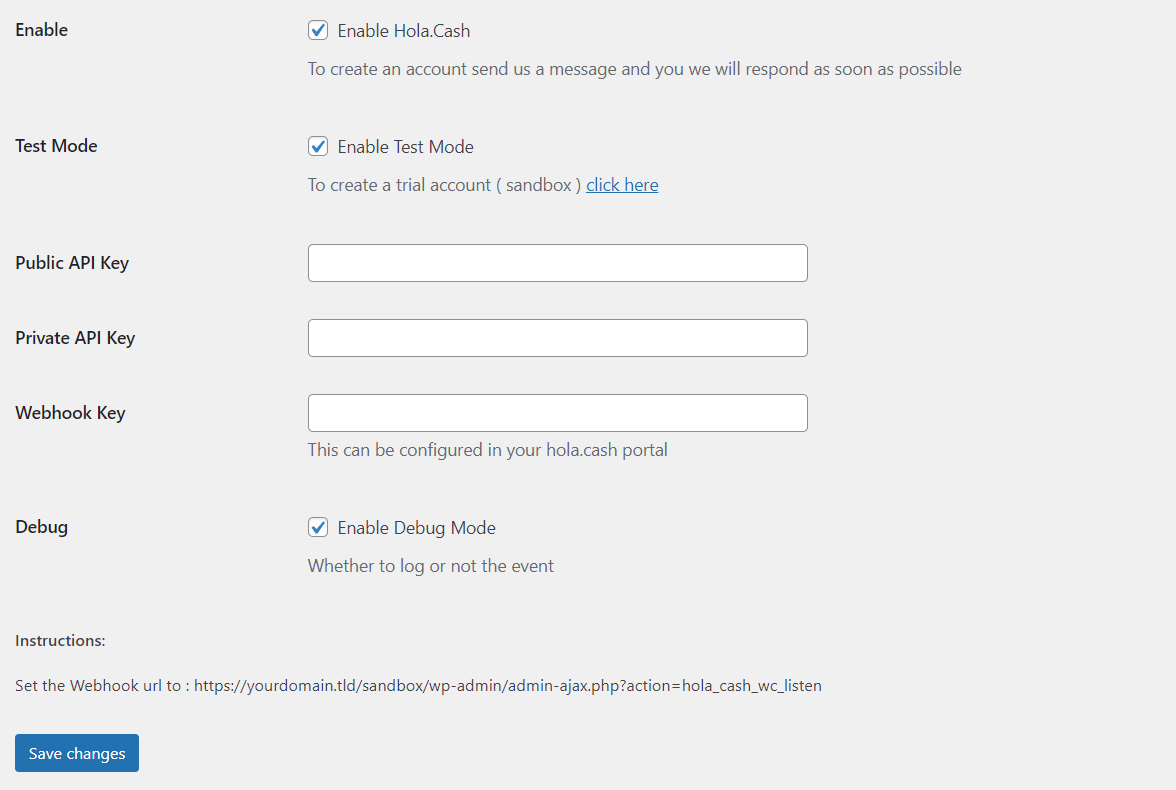 Enable
Enable Hola.Cash
To create an account send us a message and you we will respond as soon as possible
Test Mode
Enable Test Mode
To create a trial account ( sandbox ) click here
Public API Key
Private API Key
Webhook Key
This can be configured in your hola.cash portal
Debug
Enable Debug Mode
Whether to log or not the event
Instructions:
Set the Webhook url to : https://yourdomain.tld/sandbox/wp-admin/admin-ajax.php?action=hola_cash_wc_listen
Save changes